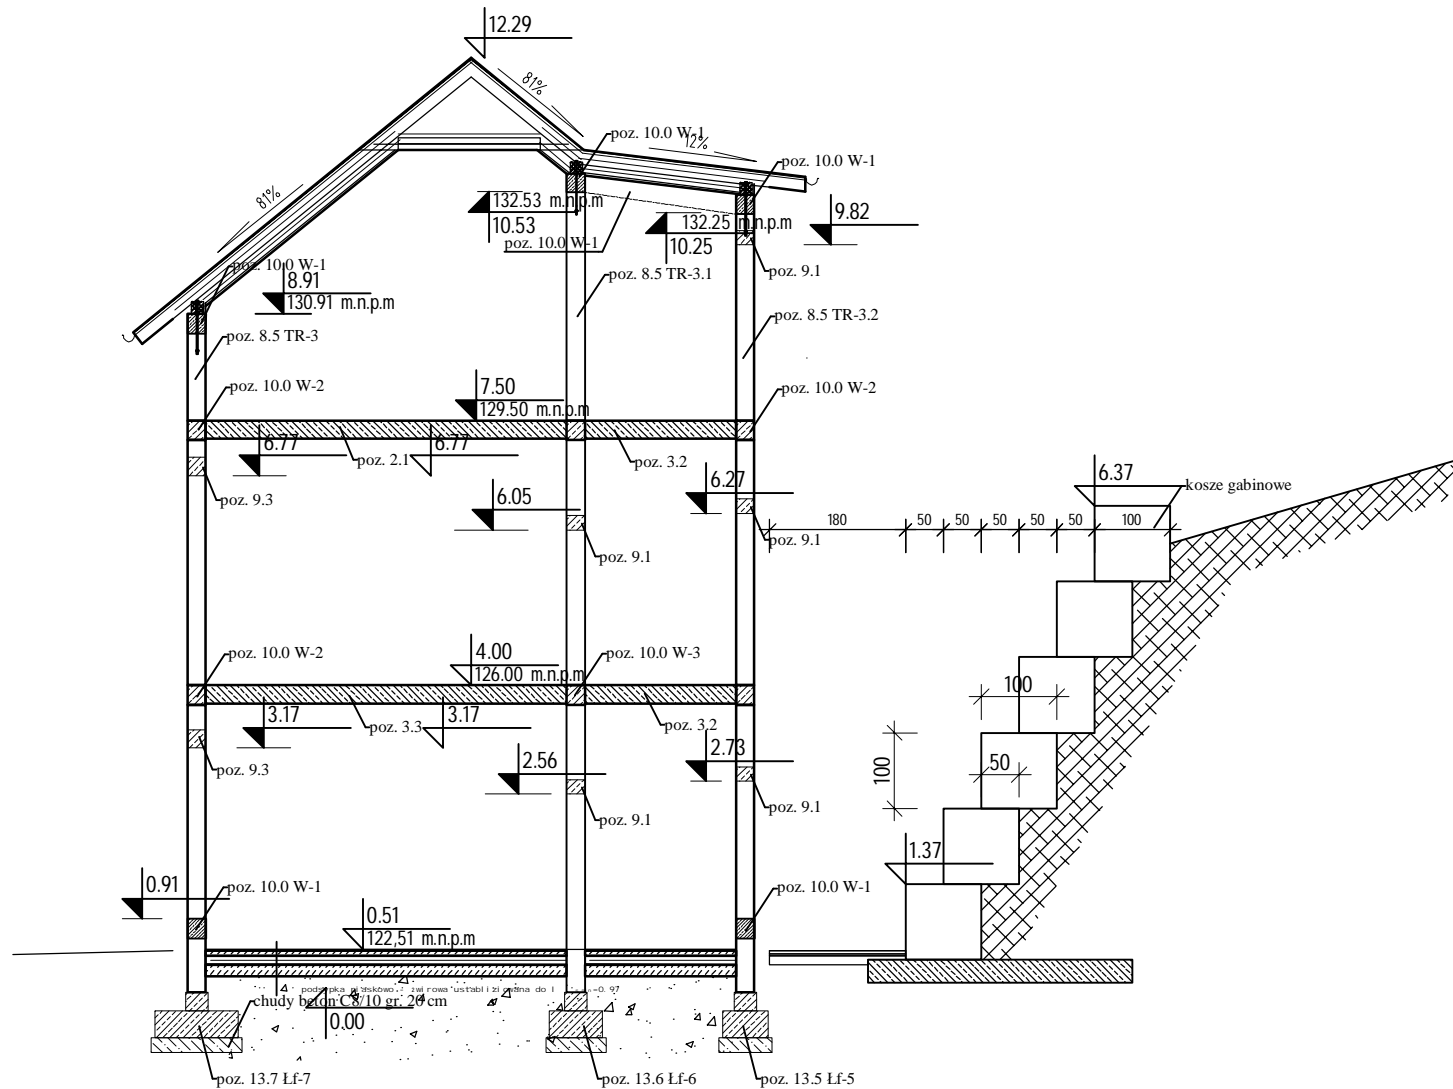 12.29
81%
poz. 10.0 W-1
12%
poz. 10.0 W-1
81%
132.53 m.n.p.m
10.53
132.25 m.n.p.m
10.25
9.82
poz. 10.0 W-1
poz. 9.1
poz. 10.0 W-1
8.91
130.91 m.n.p.m
poz. 8.5 TR-3.1
poz. 8.5 TR-3.2
poz. 8.5 TR-3
poz. 10.0 W-2
7.50
129.50 m.n.p.m
poz. 10.0 W-2
6.77
poz. 2.1
6.77
poz. 3.2
poz. 9.3
6.05
6.27
6.37
kosze gabinowe
180
50
50
50
50
50
100
poz. 9.1
poz. 9.1
poz. 10.0 W-2
4.00
126.00 m.n.p.m
poz. 10.0 W-3
100
3.17
poz. 3.3
3.17
poz. 3.2
poz. 9.3
2.56
2.73
100
50
poz. 9.1
poz. 9.1
1.37
0.91
poz. 10.0 W-1
poz. 10.0 W-1
0.51
122,51 m.n.p.m
podsypka piaskowo - żwirowa ustabilizowana do I =0.97
chudy beton C8/10 gr. 20 cm
0.00
poz. 13.7 Łf-7
poz. 13.6 Łf-6
poz. 13.5 Łf-5